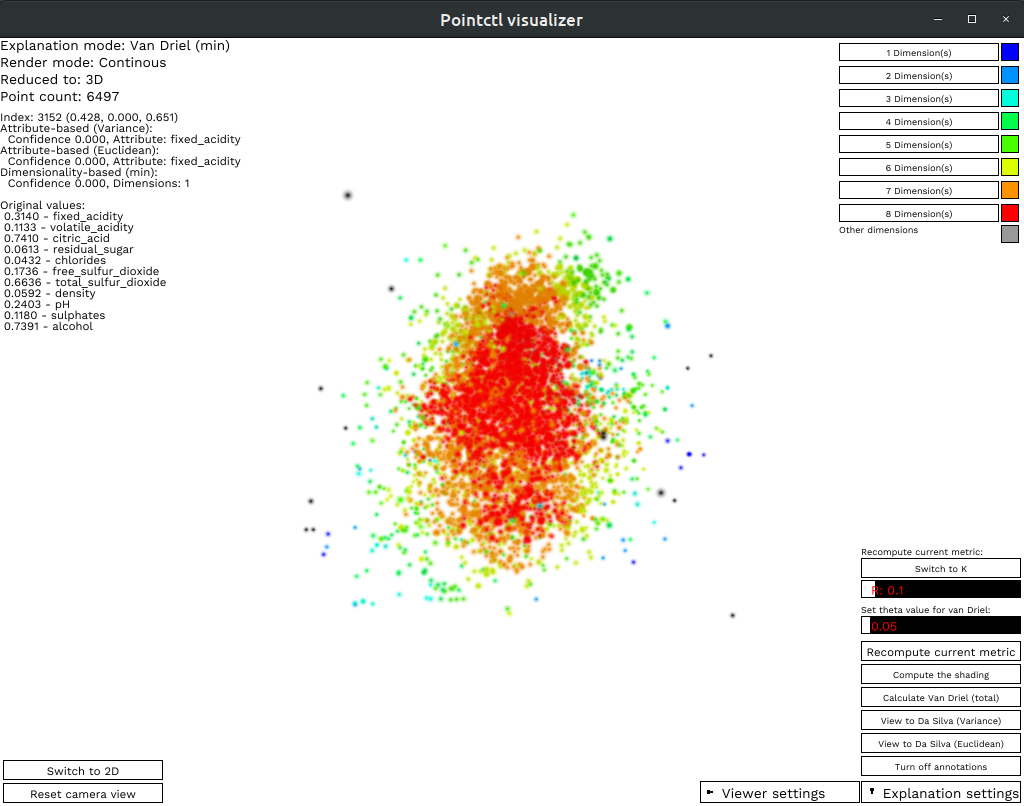 Pointctl visualizer
Explanation mode: Van Driel (min)
Render mode: Continous
Reduced to: 3D
Point count: 6497
Index: 3152 (0.428, 0.000, 0.651)
Attribute-based (Variance):
Confidence 0.000, Attribute: fixed_acidity
Attribute-based (Euclidean):
Confidence 0.000, Attribute: fixed_acidity
Dimensionality-based (min):
Confidence 0.000, Dimensions: 1
Original values:
0.3140 - fixed_acidity
0.1133 - volatile_acidity
0.7410 - citric_acid
0.0613 - residual_sugar
0.0432 - chlorides
0.1736 - free_sulfur_dioxide
0.6636 - total_sulfur_dioxide
0.0592 - density
0.2403 - pH
0.1180 - sulphates
0.7391 - alcohol
1 Dimension(s)
2 Dimension(s)
3 Dimension(s)
4 Dimension(s)
5 Dimension(s)
6 Dimension(s)
7 Dimension(s)
8 Dimension(s)
Other dimensions
Recompute current metric:
Switch to K
R: 0.1
Set theta value for van Driel:
0.05
Recompute current metric
Compute the shading
Calculate Van Driel (total)
View to Da Silva (Variance)
View to Da Silva (Euclidean)
Turn off annotations
Switch to 2D
Reset camera view
Viewer settings
Explanation settings